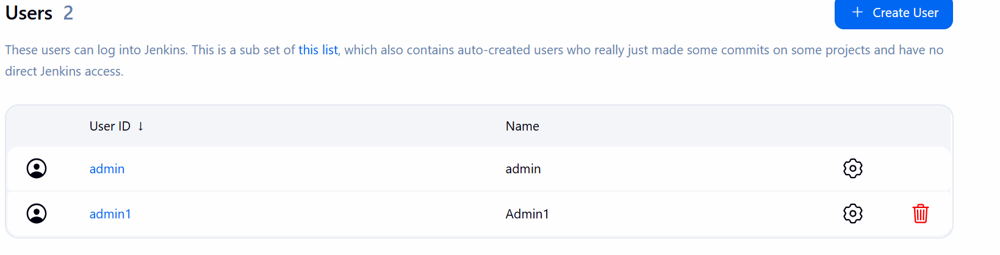 Users 2
+ Create User
These users can log into Jenkins. This is a sub set of this list, which also contains auto-created users who really just made some commits on some projects and have no
direct Jenkins access.
User ID ↓ Name
admin admin
admin1 Admin1